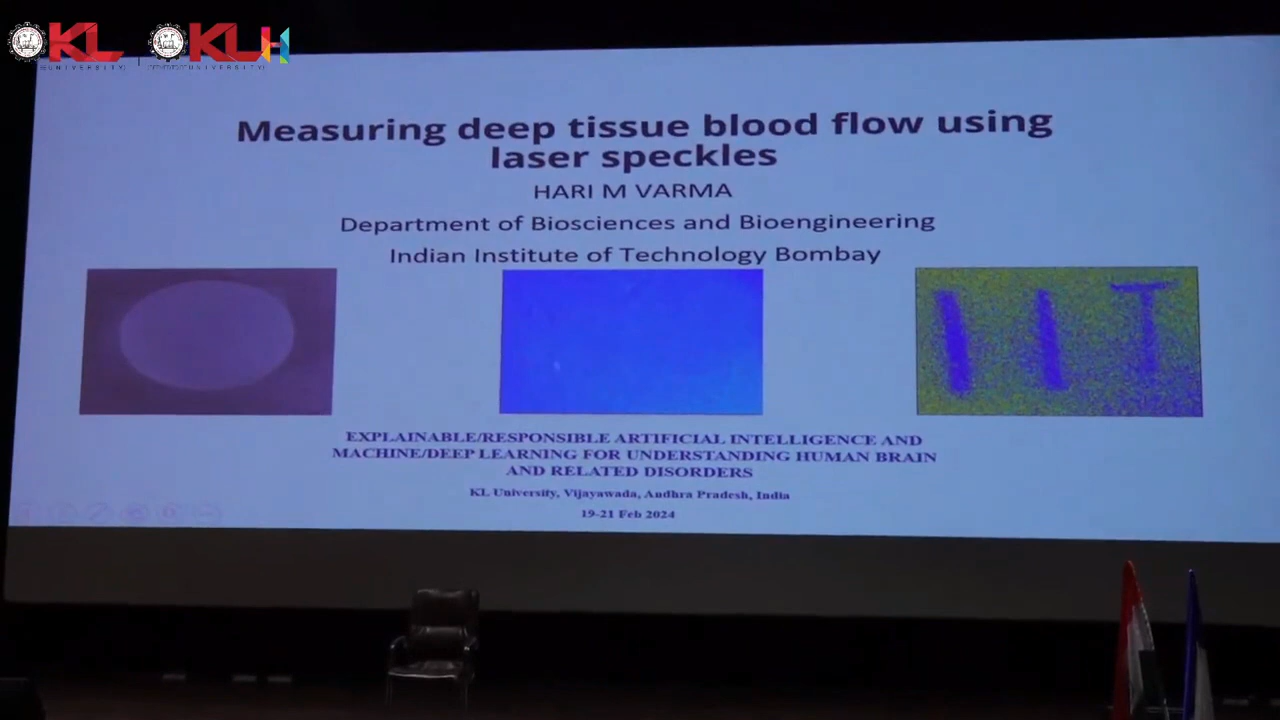 KL
UNIVERSITY
KLH
UNIVERSITY
Measuring deep tissue blood flow using
laser speckles
HARI M VARMA
Department of Biosciences and Bioengineering
Indian Institute of Technology Bombay
IIT
EXPLAINABLE/RESPONSIBLE ARTIFICIAL INTELLIGENCE AND
MACHINE/DEEP LEARNING FOR UNDERSTANDING HUMAN BRAIN
AND RELATED DISORDERS
KL University, Vijayawada, Andhra Pradesh, India
19-21 Feb 2024